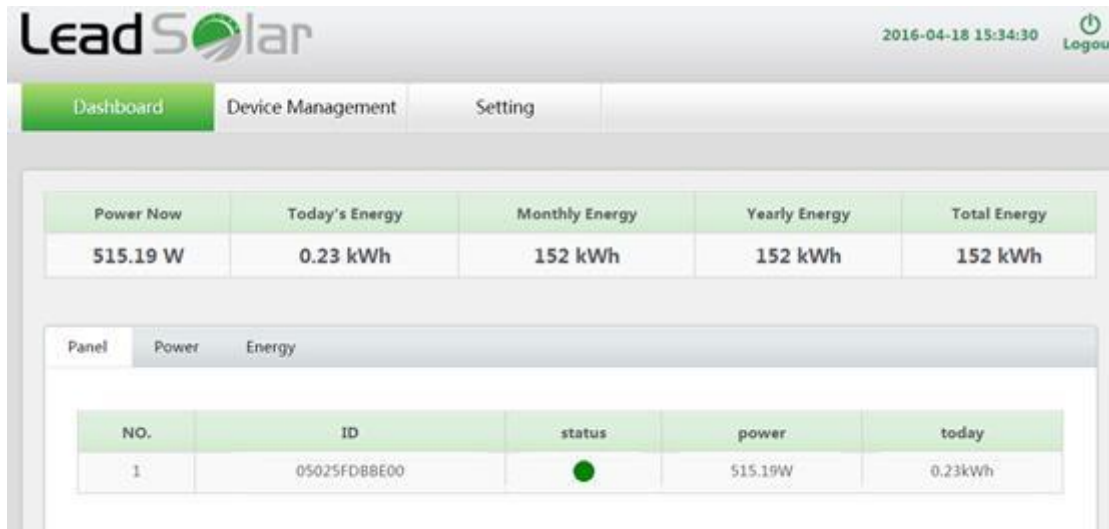 LeadSolar
2016-04-18 15:34:30
Logou
Dashboard Device Management Setting
Power Now Today's Energy Monthly Energy Yearly Energy Total Energy
515.19 W 0.23 kWh 152 kWh 152 kWh 152 kWh
Panel Power Energy
NO. ID status power today
1 05025FDBBE00 515.19W 0.23kWh